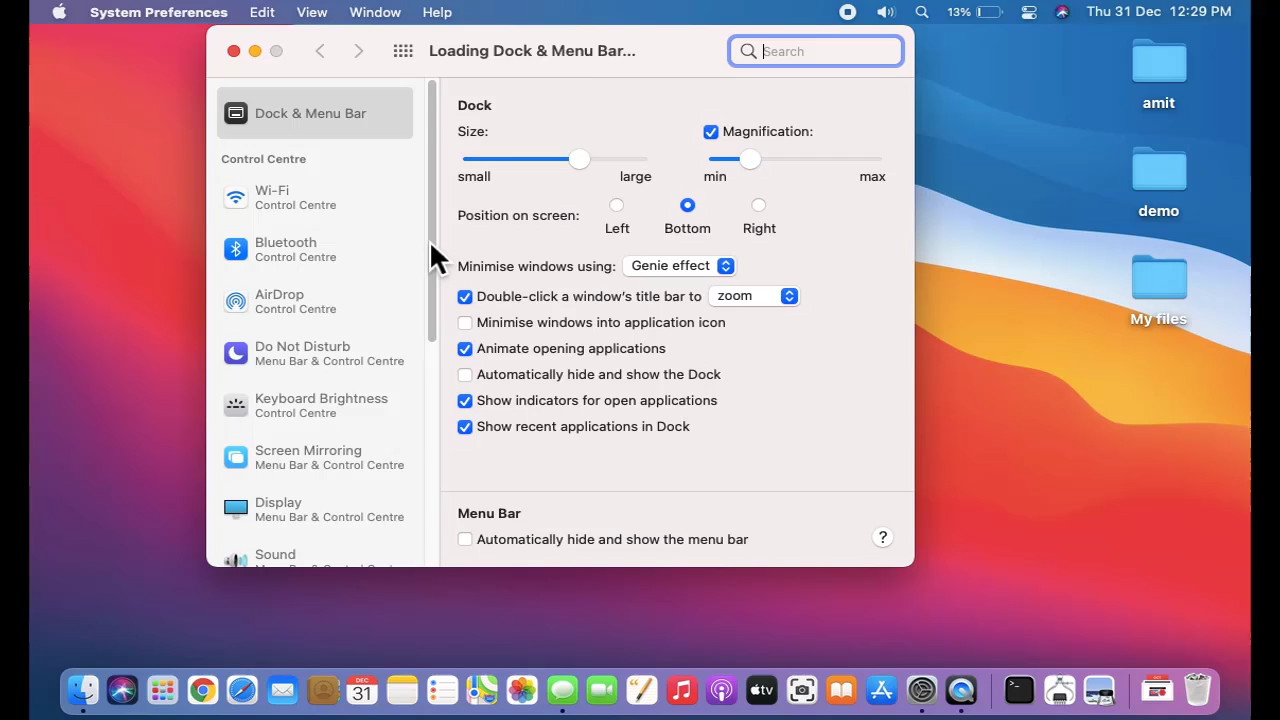 System Preferences Edit View Window Help 13% Thu 31 Dec 12:29 PM
Loading Dock & Menu Bar...
Search
Dock & Menu Bar
Control Centre
Wi-Fi
Control Centre
Bluetooth
Control Centre
AirDrop
Control Centre
Do Not Disturb
Menu Bar & Control Centre
Keyboard Brightness
Control Centre
Screen Mirroring
Menu Bar & Control Centre
Display
Menu Bar & Control Centre
Sound
Dock
Size:
small large
Magnification:
min max
Position on screen:
Left Bottom Right
Minimise windows using: Genie effect
Double-click a window's title bar to zoom
Minimise windows into application icon
Animate opening applications
Automatically hide and show the Dock
Show indicators for open applications
Show recent applications in Dock
Menu Bar
Automatically hide and show the menu bar
?
amit
demo
My files
DEC
31
tv